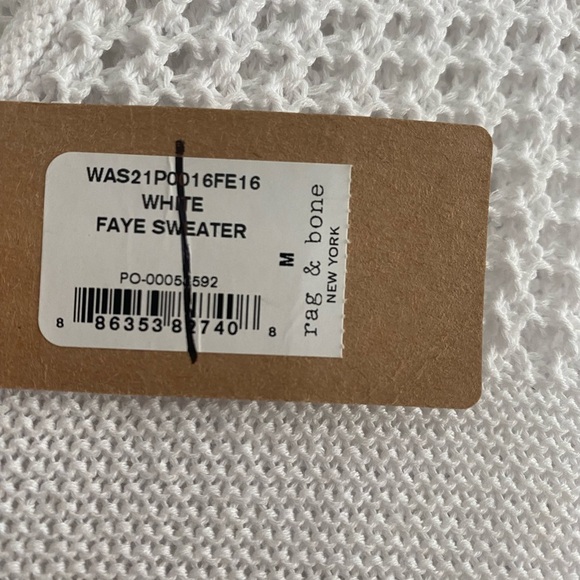 WAS21P0016FE16
WHITE
FAYE SWEATER
PO-00053592
8 86353 82740 8
M
rag & bone
NEW YORK